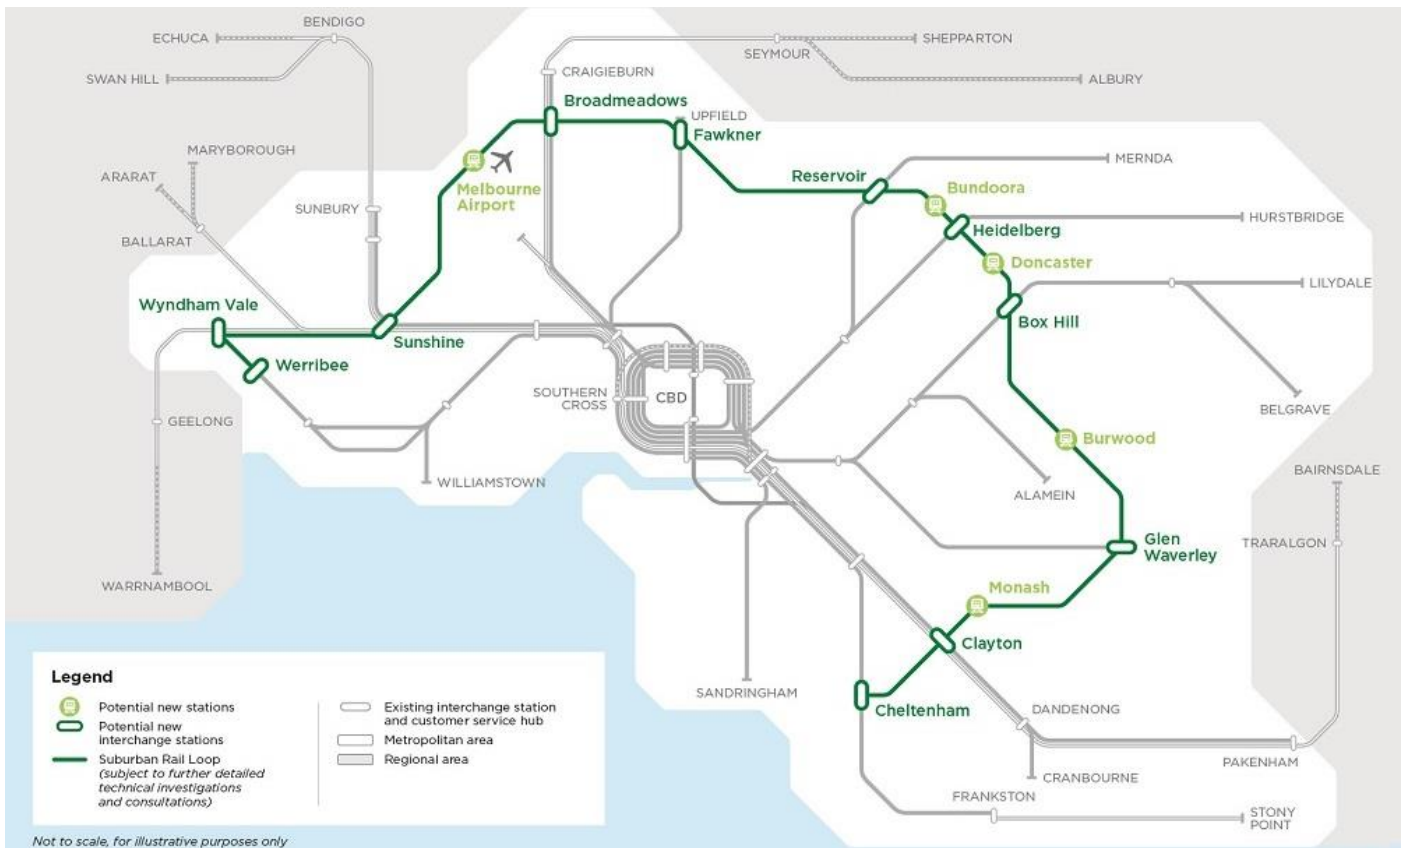 BENDIGO
ECHUCA
SHEPPARTON
SEYMOUR
SWAN HILL
CRAIGIEBURN
ALBURY
Broadmeadows
UPFIELD
Fawkner
MARYBOROUGH
MERNDA
ARARAT
Reservoir
Melbourne
Airport
Bundoora
SUNBURY
HURSTBRIDGE
Heidelberg
BALLARAT
Doncaster
LILYDALE
Wyndham Vale
Box Hill
Sunshine
Werribee
SOUTHERN
CROSS
CBD
BELGRAVE
GEELONG
Burwood
BAIRNSDALE
WILLIAMSTOWN
ALAMEIN
Glen
Waverley
TRARALGON
WARRNAMBOOL
Monash
Clayton
SANDRINGHAM
Cheltenham
DANDENONG
PAKENHAM
CRANBOURNE
FRANKSTON
STONY
POINT
Legend
Potential new stations
Potential new
interchange stations
Suburban Rail Loop
(subject to further detailed
technical investigations
and consultations)
Existing interchange station
and customer service hub
Metropolitan area
Regional area
Not to scale, for illustrative purposes only